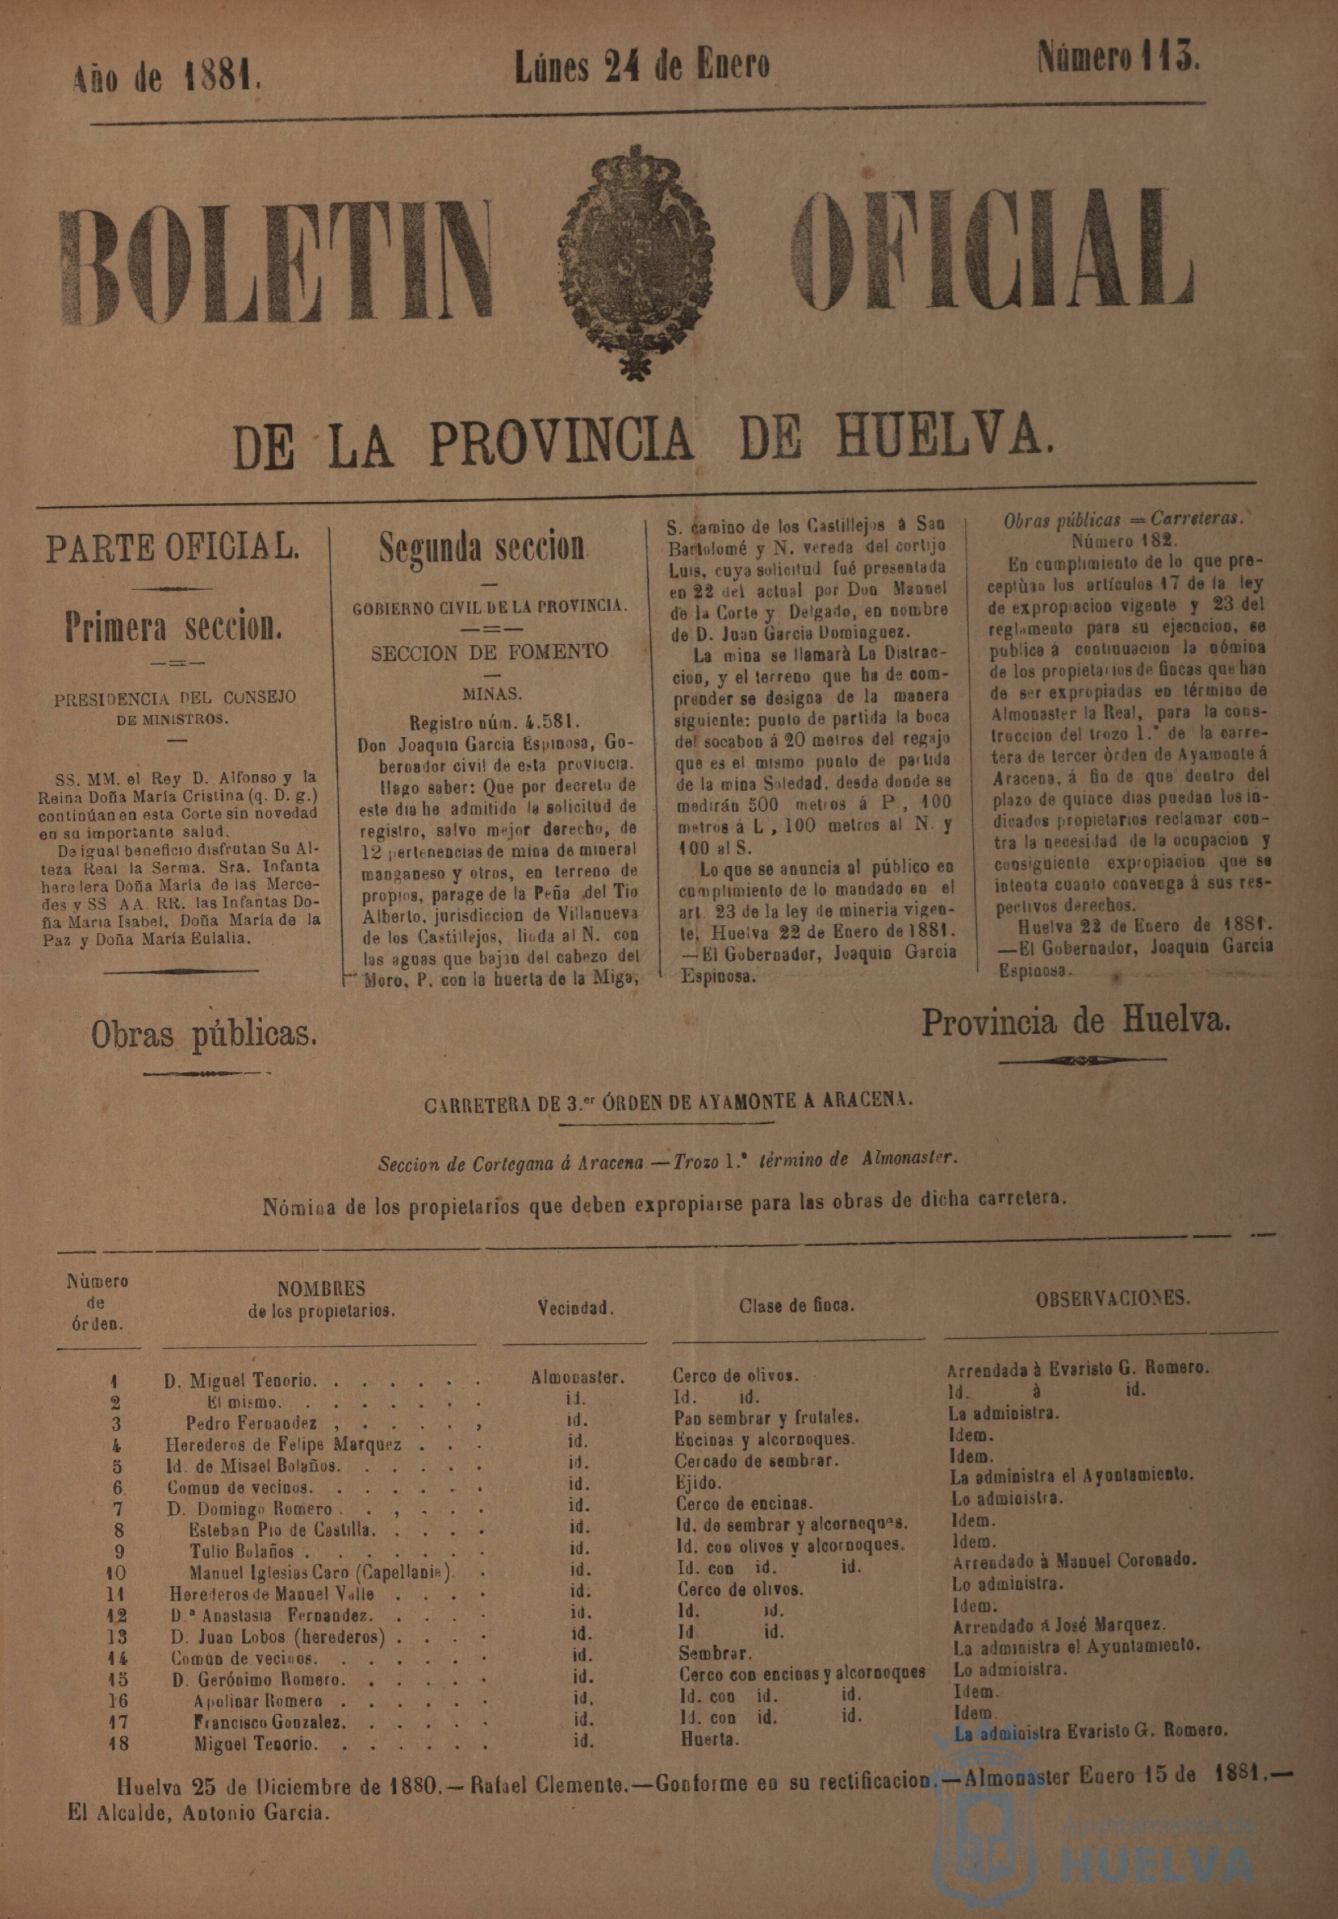 Año de 1881.
Lúnes 24 de Enero
Número 113.
BOLETIN OFICIAL
DE LA PROVINCIA DE HUELVA.
PARTE OFICIAL.
Primera seccion.
PRESIDENCIA DEL CONSEJO
DE MINISTROS.
SS. MM. el Rey D. Alfonso y la
Reina Doña María Cristina (q. D. g.)
continúan en esta Corte sin novedad
en su importante salud.
De igual beneficio disfrutan Su Al-
teza Real la Serma. Sra. Infanta
heredera Doña María de las Merce-
des y SS AA. RR. las Infantas Do-
ña Maria Isabel, Doña María de la
Paz y Doña María Eulalia.
Segunda seccion
GOBIERNO CIVIL DE LA PROVINCIA.
SECCION DE FOMENTO
MINAS.
Registro núm. 4.581.
Don Joaquin Garcia Espinosa, Go-
bernador civil de esta provincia.
Hago saber: Que por decreto de
este dia he admitido la solicitud de
registro, salvo mejor derecho, de
12 pertenencias de mina de mineral
manganeso y otros, en terreno de
propios, parage de la Peña del Tio
Alberto, jurisdiccion de Villanueva
de los Castillejos, linda al N. con
las aguas que bajan del cabezo del
Moro, P. con la huerta de la Miga,
S. camino de los Castillejos á San
Bartolomé y N. vereda del cortijo
Luis, cuya solicitud fué presentada
en 22 del actual por Don Manuel
de la Corte y Delgado, en nombre
de D. Juan Garcia Dominguez.
La mina se llamarà La Distrac-
cion, y el terreno que ha de com-
prender se designa de la manera
siguiente: punto de partida la boca
del socabon á 20 metros del regajo
que es el mismo punto de partida
de la mina Soledad, desde donde se
medirán 500 metros á P, 100
metros á L, 100 metros al N. y
100 al S.
Lo que se anuncia al público en
cumplimiento de lo mandado en el
art. 23 de la ley de mineria vigen-
te. Huelva 22 de Enero de 1881.
—El Gobernador, Joaquin Garcia
Espinosa.
Obras públicas = Carreteras.
Número 182.
En cumplimiento de lo que pre-
ceptùan los artículos 17 de la ley
de expropiacion vigente y 23 del
reglamento para su ejecucion, se
publica á continuacion la nómina
de los propietarios de fincas que han
de ser expropiadas en término de
Almonaster la Real, para la cons-
truccion del trozo 1.° de la carre-
tera de tercer òrden de Ayamonte á
Aracena, á fin de que dentro del
plazo de quince dias puedan los in-
dicados propietarios reclamar con-
tra la necesidad de la ocupacion y
consiguiente expropiacion que se
intenta cuanto convenga á sus res-
pectivos derechos.
Huelva 22 de Enero de 1881.
—El Gobernador, Joaquin Garcia
Espinosa.
Obras públicas.
Provincia de Huelva.
CARRETERA DE 3.er ÓRDEN DE AYAMONTE A ARACENA.
Seccion de Cortegana á Aracena —Trozo 1.° término de Almonaster.
Nómina de los propietarios que deben expropiarse para las obras de dicha carretera.
Nùmero de órden. NOMBRES de los propietarios. Vecindad. Clase de finca. OBSERVACIONES.
1 D. Miguel Tenorio. Almonaster. Cerco de olivos. Arrendada à Evaristo G. Romero.
2 El mismo. id. Id. id. Id. à id.
3 Pedro Fernandez id. Pan sembrar y frutales. La administra.
4 Herederos de Felipe Marquez id. Encinas y alcornoques. Idem.
5 Id. de Misael Bolaños. id. Cercado de sembrar. Idem.
6 Comun de vecinos. id. Ejido. La administra el Ayuntamiento.
7 D. Domingo Romero id. Cerco de encinas. Lo administra.
8 Esteban Pio de Castilla. id. Id. de sembrar y alcornoques. Idem.
9 Tulio Bolaños id. Id. con olivos y alcornoques. Idem.
10 Manuel Iglesias Caro (Capellania). id. Id. con id. id. Arrendado à Manuel Coronado.
11 Herederos de Manuel Valle id. Cerco de olivos. Lo administra.
12 D.ª Anastasia Fernandez. id. Id. id. Idem.
13 D. Juan Lobos (herederos) id. Id id. Arrendado á José Marquez.
14 Comun de vecinos. id. Sembrar. La administra el Ayuntamiento.
15 D. Gerónimo Romero. id. Cerco con encinas y alcornoques Lo administra.
16 Apolinar Romero id. Id. con id. id. Idem.
17 Francisco Gonzalez. id. Id. con id. id. Idem
18 Miguel Tenorio. id. Huerta. La administra Evaristo G. Romero.
Huelva 25 de Diciembre de 1880.— Rafael Clemente.—Conforme en su rectificacion.—Almonaster Enero 15 de 1881.—
El Alcalde, Antonio García.
Ayuntamiento de
HUELVA